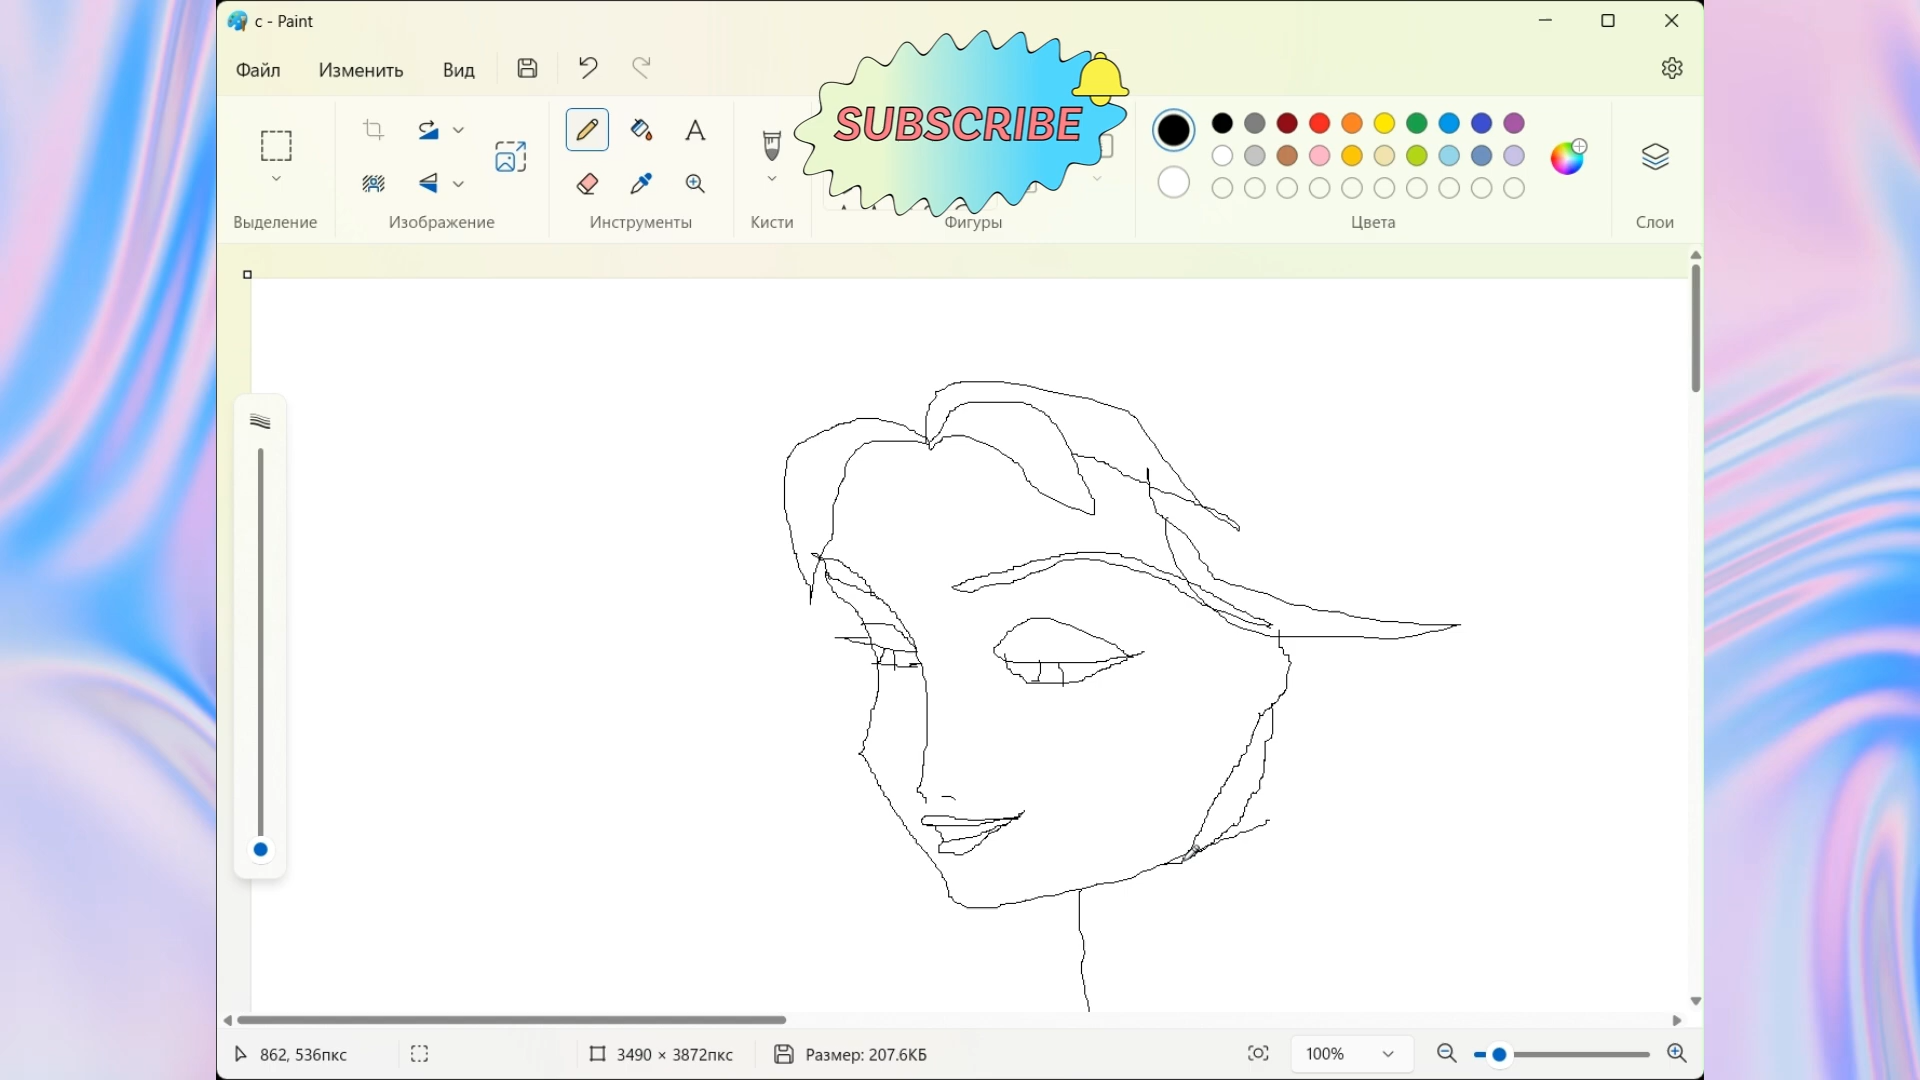 c - Paint
Файл
Изменить
Вид
SUBSCRIBE
Выделение
Изображение
Инструменты
Кисти
Фигуры
Цвета
Слои
862, 536пкс
3490 × 3872пкс
Размер: 207.6КБ
100%